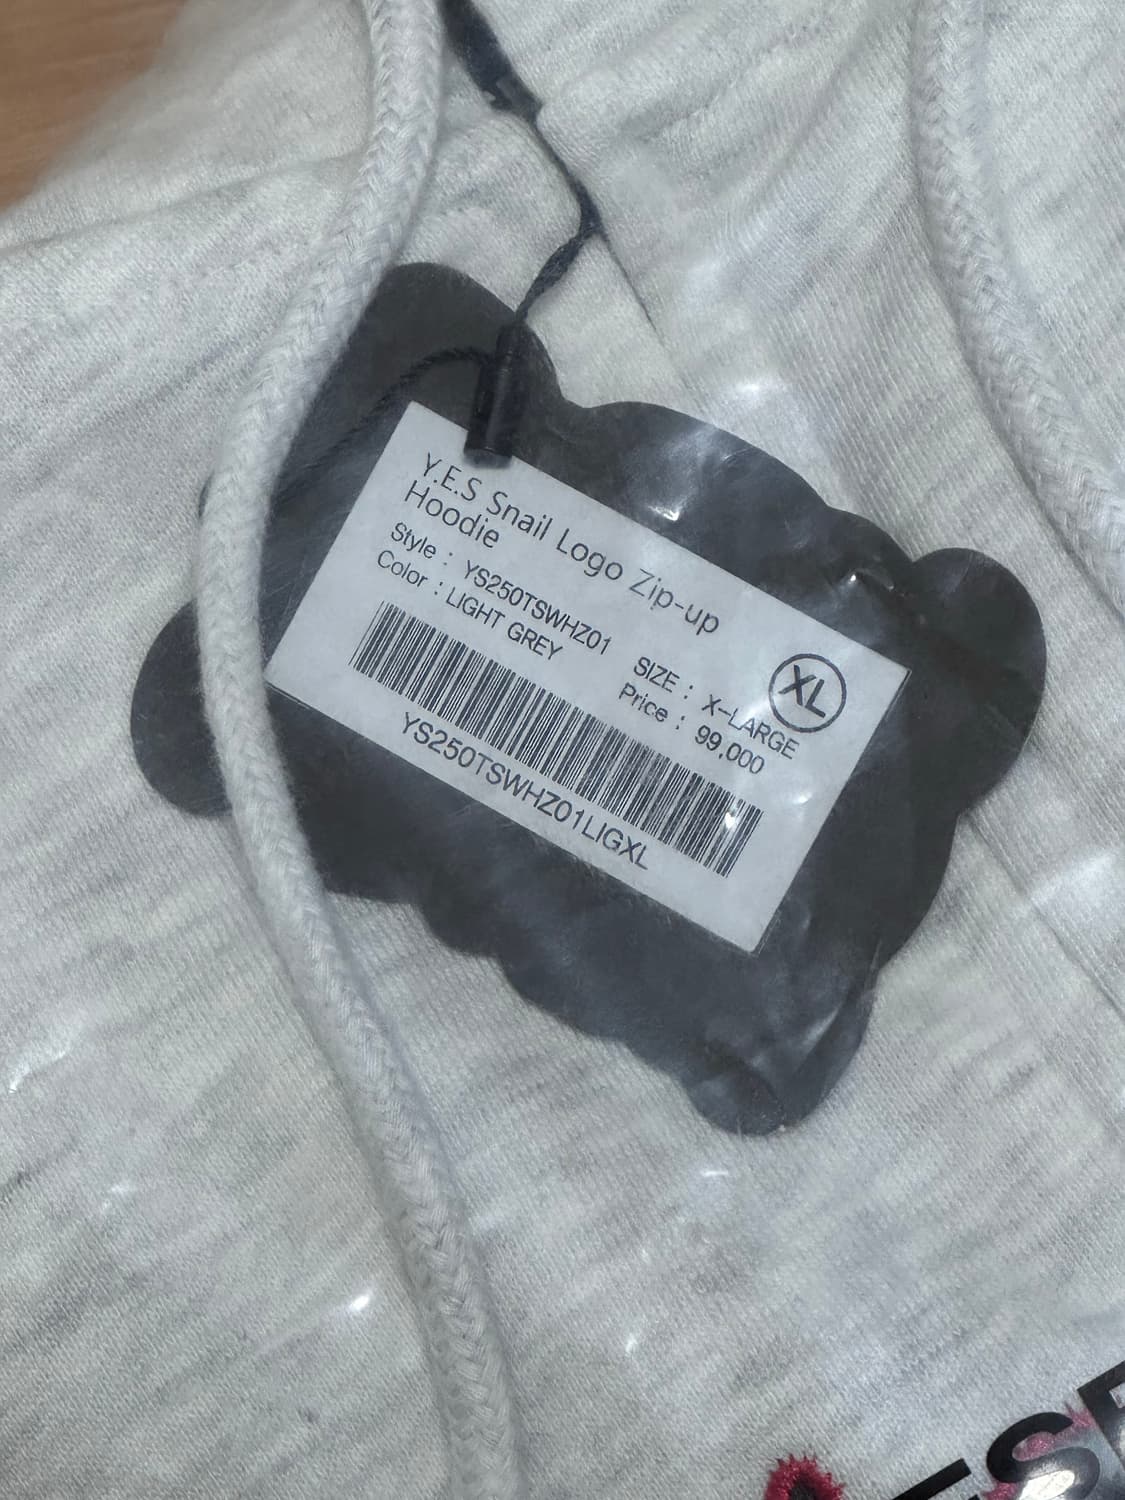 Y.E.S Snail Logo Zip-up
Hoodie
Style : YS250TSWHZ01
Color : LIGHT GREY
XL
SIZE : X-LARGE
Price : 99,000
YS250TSWHZ01LIGXL